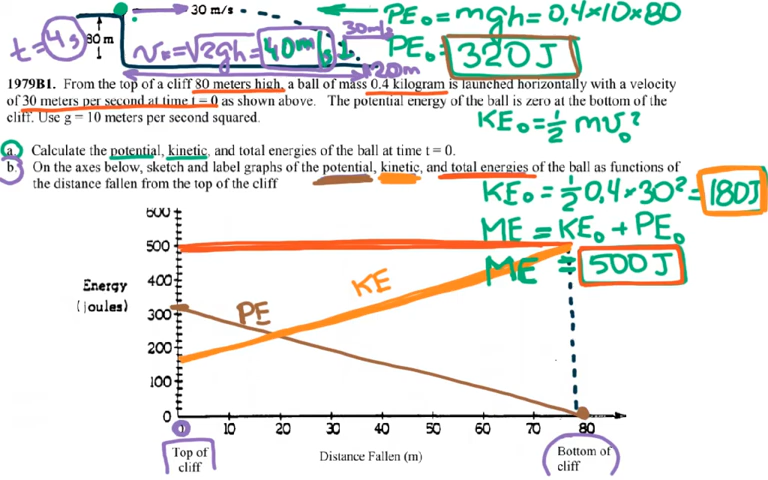 30 m/s
PE₀ = mgh = 0,4×10×80
t = 4s
80 m
vx = √2gh = 40m/s
30m/s
PE₀ = 320J
120m
1979B1. From the top of a cliff 80 meters high, a ball of mass 0.4 kilogram is launched horizontally with a velocity
of 30 meters per second at time t = 0 as shown above. The potential energy of the ball is zero at the bottom of the
cliff. Use g = 10 meters per second squared.
KE₀ = ½ mv₀²
a. Calculate the potential, kinetic, and total energies of the ball at time t = 0.
b. On the axes below, sketch and label graphs of the potential, kinetic, and total energies of the ball as functions of
the distance fallen from the top of the cliff
KE₀ = ½ 0,4×30² = 180J
ME = KE₀ + PE₀
ME = 500J
600
500
400
300
200
100
0
Energy
(joules)
KE
PE
10 20 30 40 50 60 70 80
Top of
cliff
Distance Fallen (m)
Bottom of
cliff